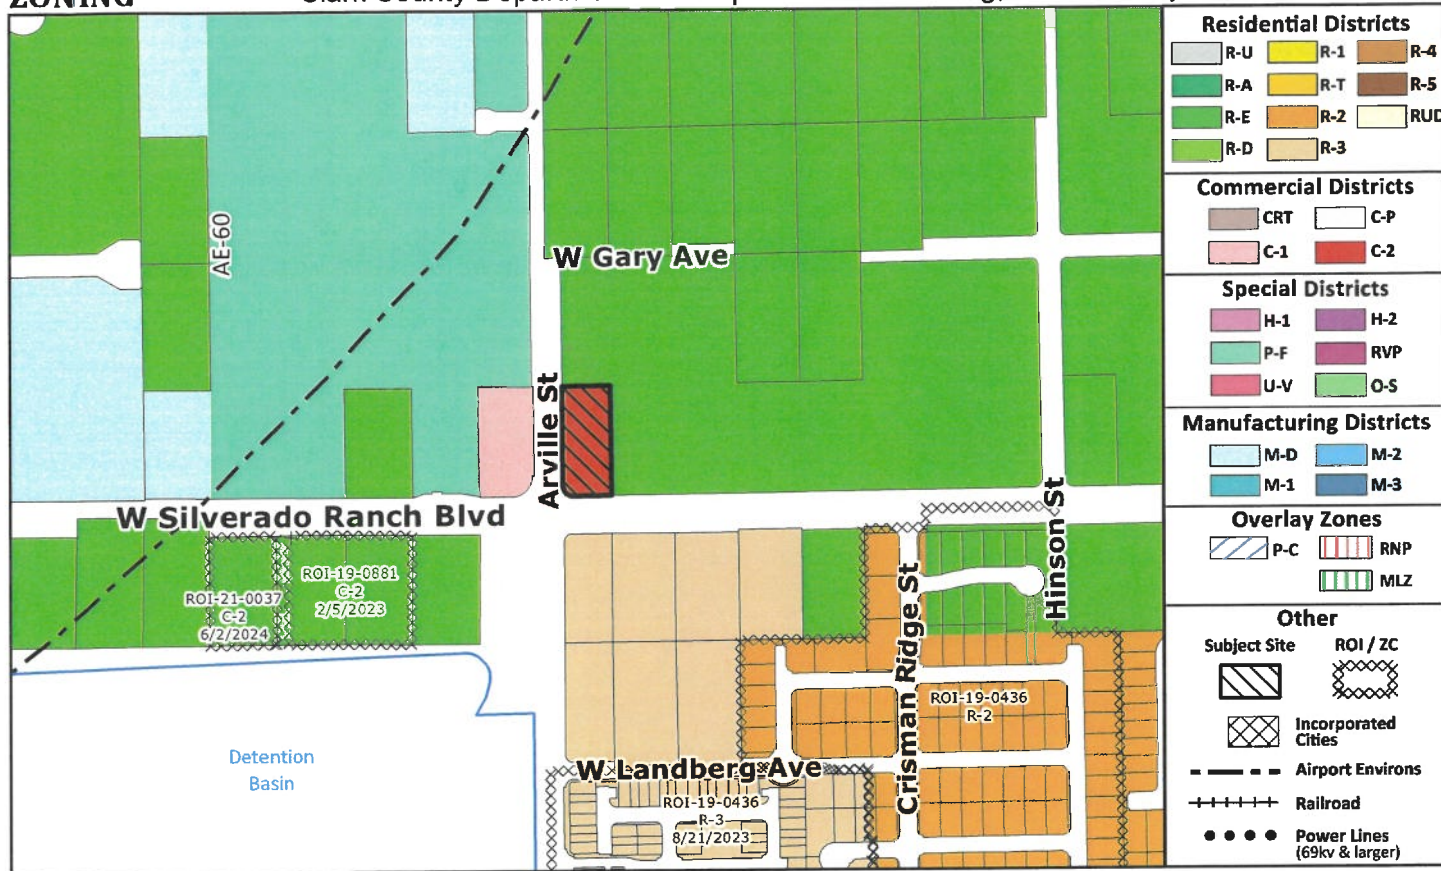 ZONING
AE-60
W Gary Ave
Arville St
W Silverado Ranch Blvd
ROI-21-0037
C-2
6/2/2024
ROI-19-0881
C-2
2/5/2023
Detention
Basin
Hinson St
Crisman Ridge St
ROI-19-0436
R-2
W Landberg Ave
ROI-19-0436
R-3
8/21/2023
Residential Districts
R-U R-1 R-4
R-A R-T R-5
R-E R-2 RUD
R-D R-3
Commercial Districts
CRT C-P
C-1 C-2
Special Districts
H-1 H-2
P-F RVP
U-V O-S
Manufacturing Districts
M-D M-2
M-1 M-3
Overlay Zones
P-C RNP
MLZ
Other
Subject Site ROI / ZC
Incorporated
Cities
Airport Environs
Railroad
Power Lines
(69kv & larger)